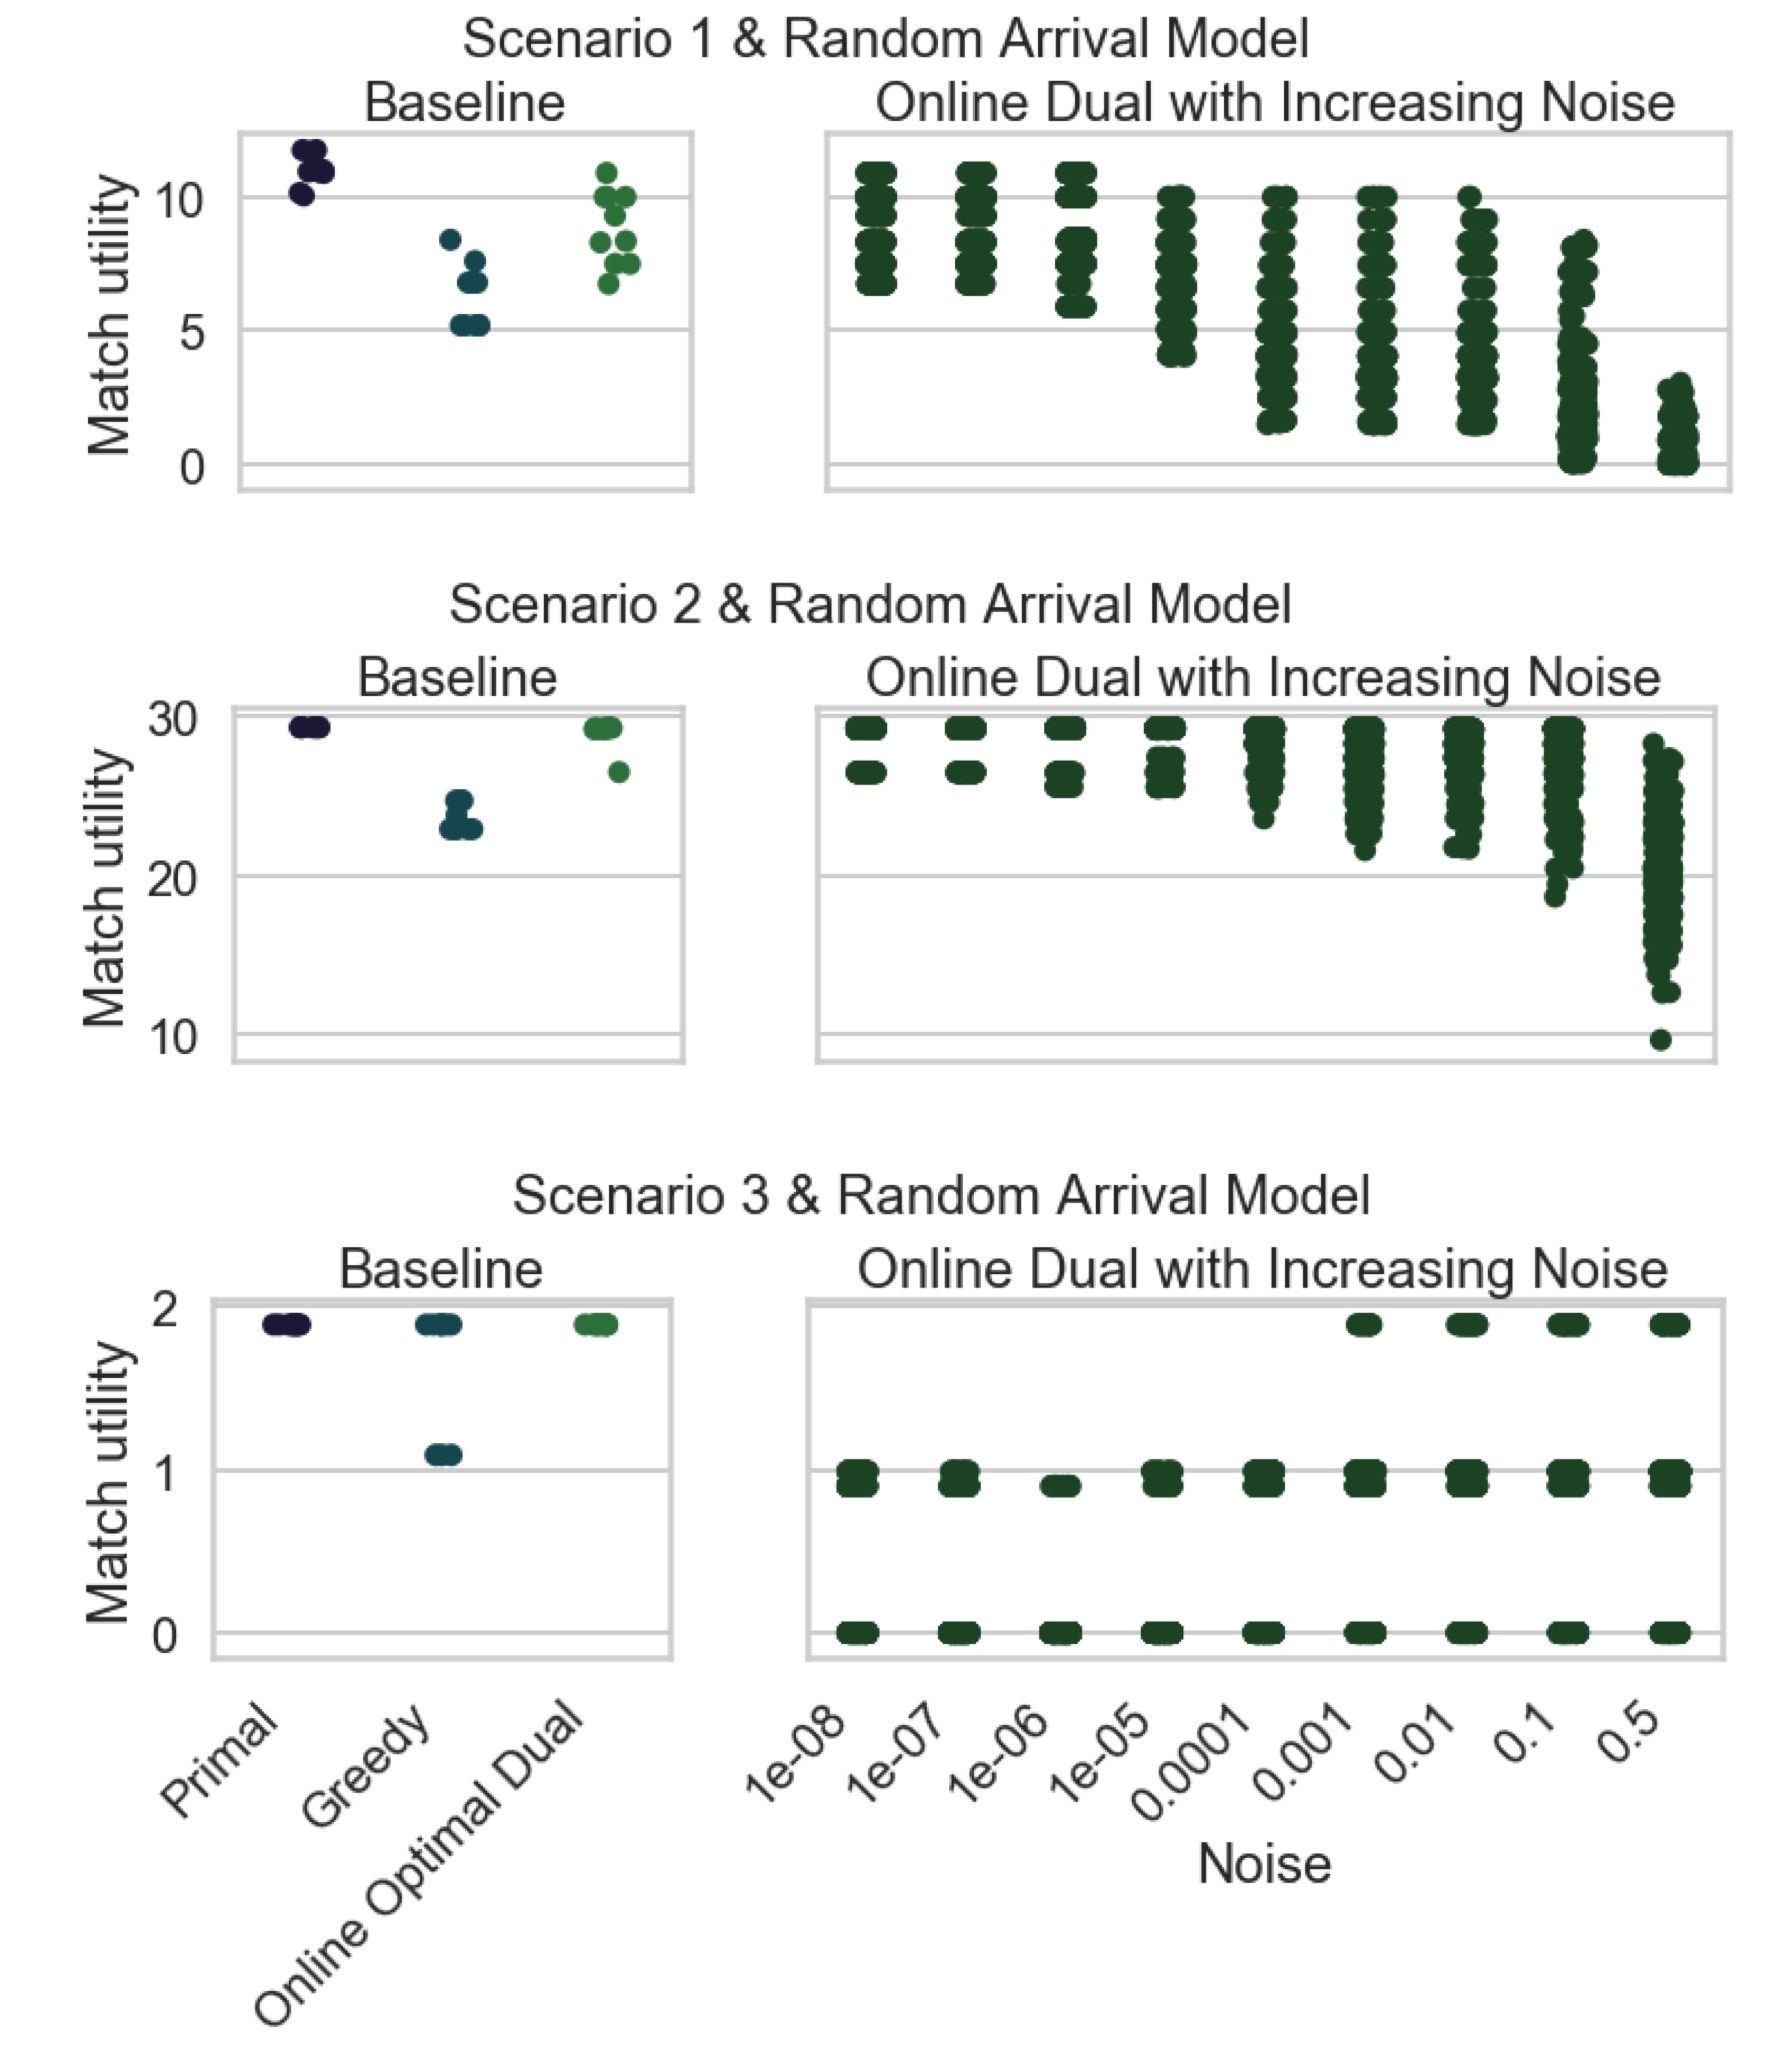 Scenario 1 & Random Arrival Model
Baseline
Online Dual with Increasing Noise
Match utility
10
5
0
Scenario 2 & Random Arrival Model
Baseline
Online Dual with Increasing Noise
Match utility
30
20
10
Scenario 3 & Random Arrival Model
Baseline
Online Dual with Increasing Noise
Match utility
2
1
0
Primal
Greedy
Online Optimal Dual
1e-08
1e-07
1e-06
1e-05
0.0001
0.001
0.01
0.1
0.5
Noise